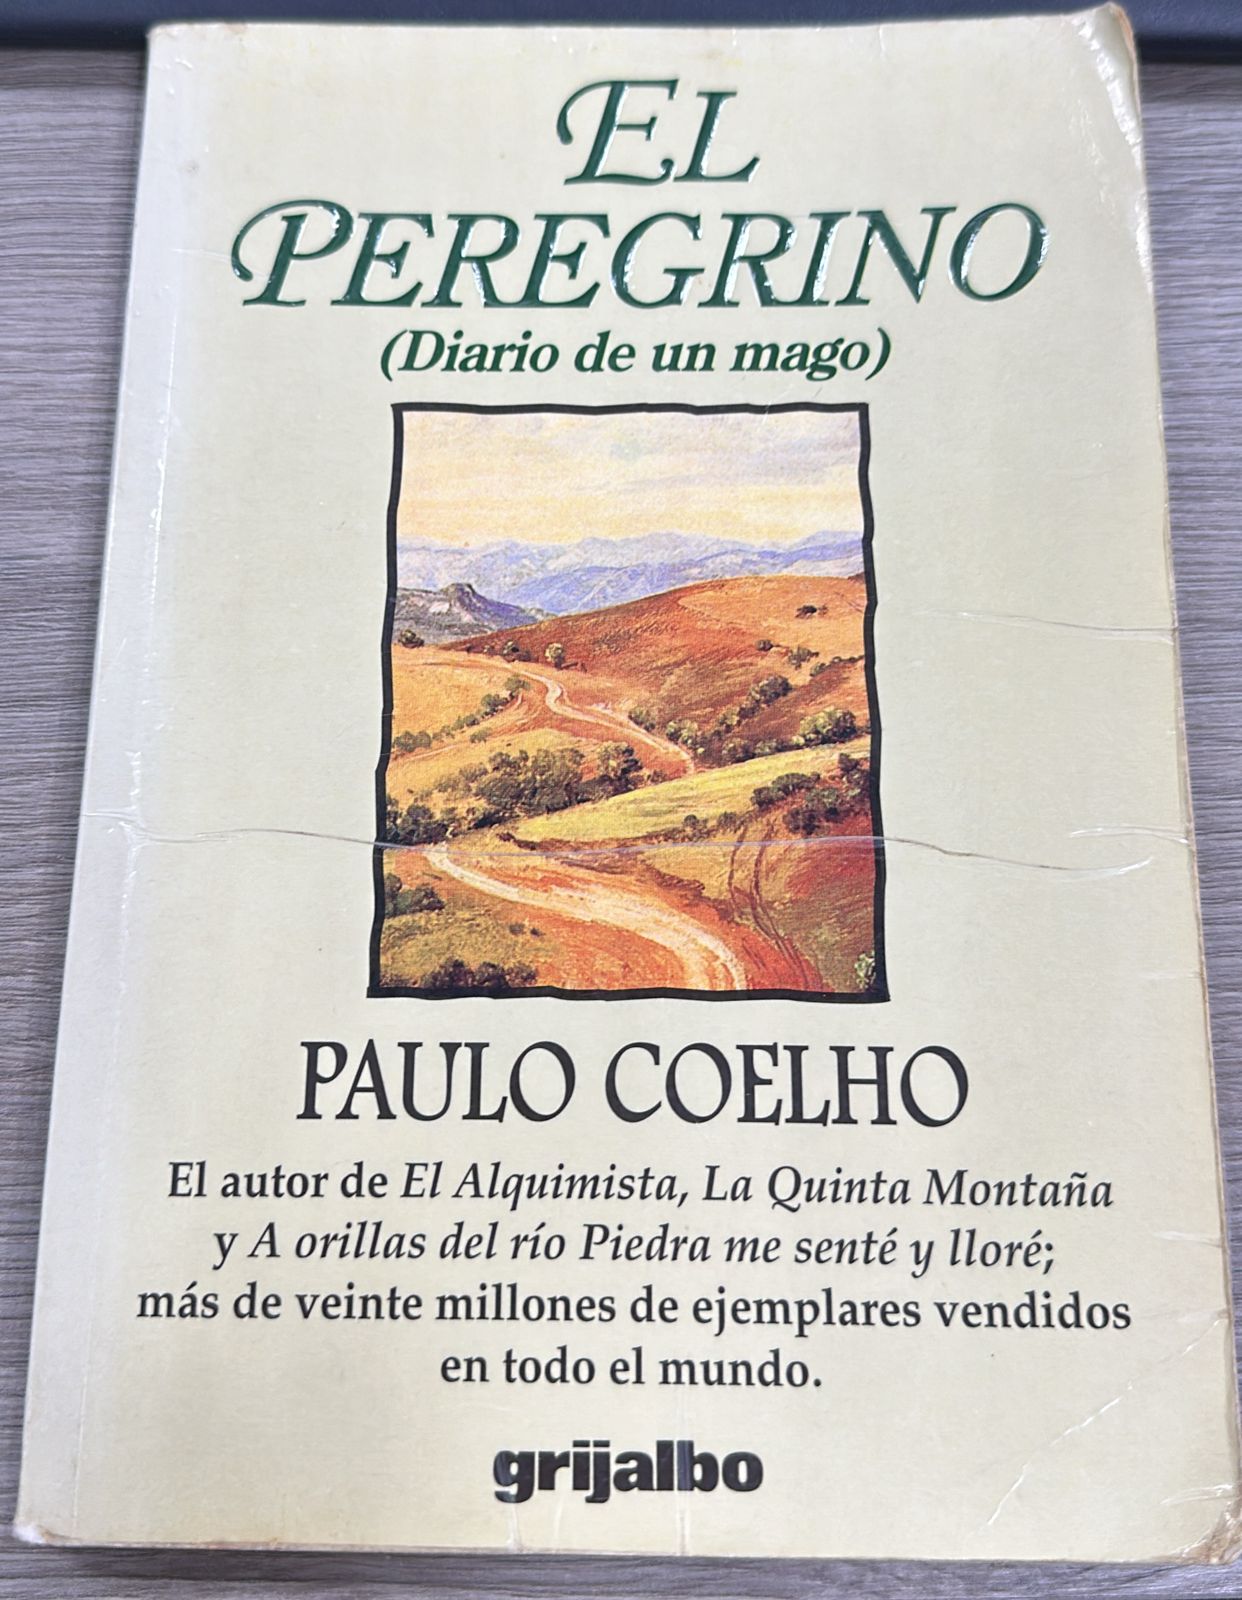 EL
PEREGRINO
(Diario de un mago)
PAULO COELHO
El autor de El Alquimista, La Quinta Montaña
y A orillas del río Piedra me senté y lloré;
más de veinte millones de ejemplares vendidos
en todo el mundo.
grijalbo